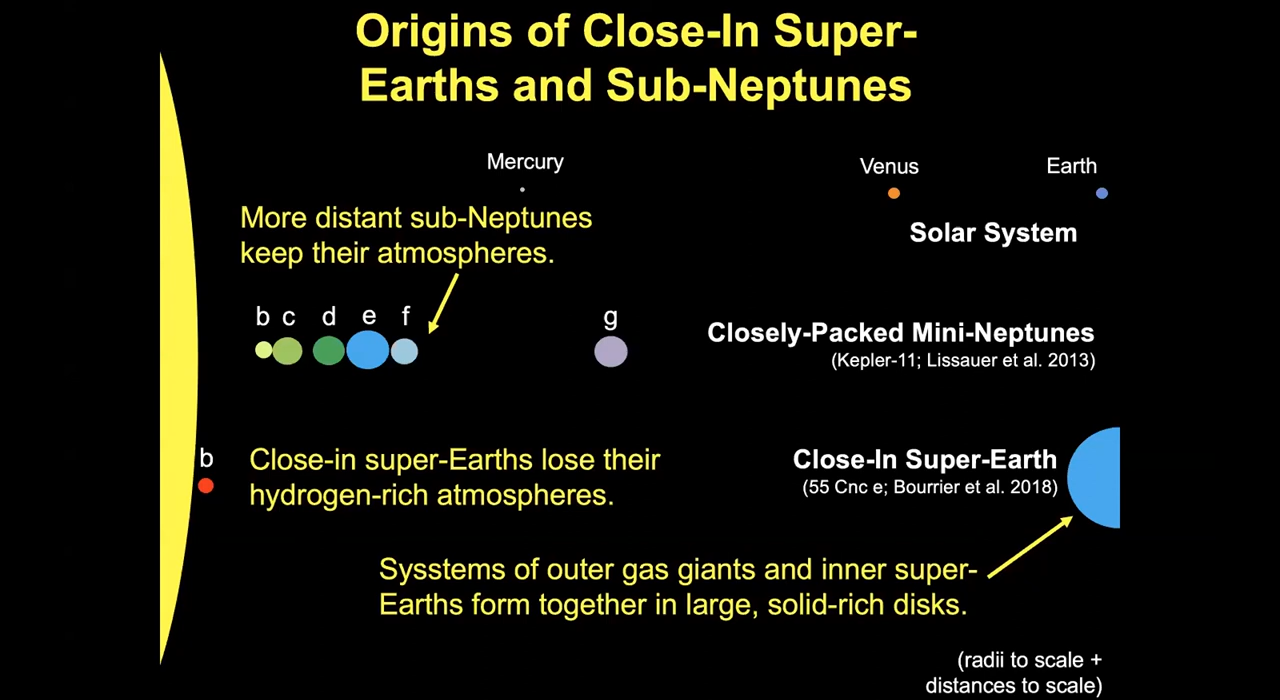 Origins of Close-In Super-
Earths and Sub-Neptunes
Mercury
Venus
Earth
More distant sub-Neptunes
keep their atmospheres.
Solar System
b c d e f
g
Closely-Packed Mini-Neptunes
(Kepler-11; Lissauer et al. 2013)
b
Close-in super-Earths lose their
hydrogen-rich atmospheres.
Close-In Super-Earth
(55 Cnc e; Bourrier et al. 2018)
Sysstems of outer gas giants and inner super-
Earths form together in large, solid-rich disks.
(radii to scale +
distances to scale)